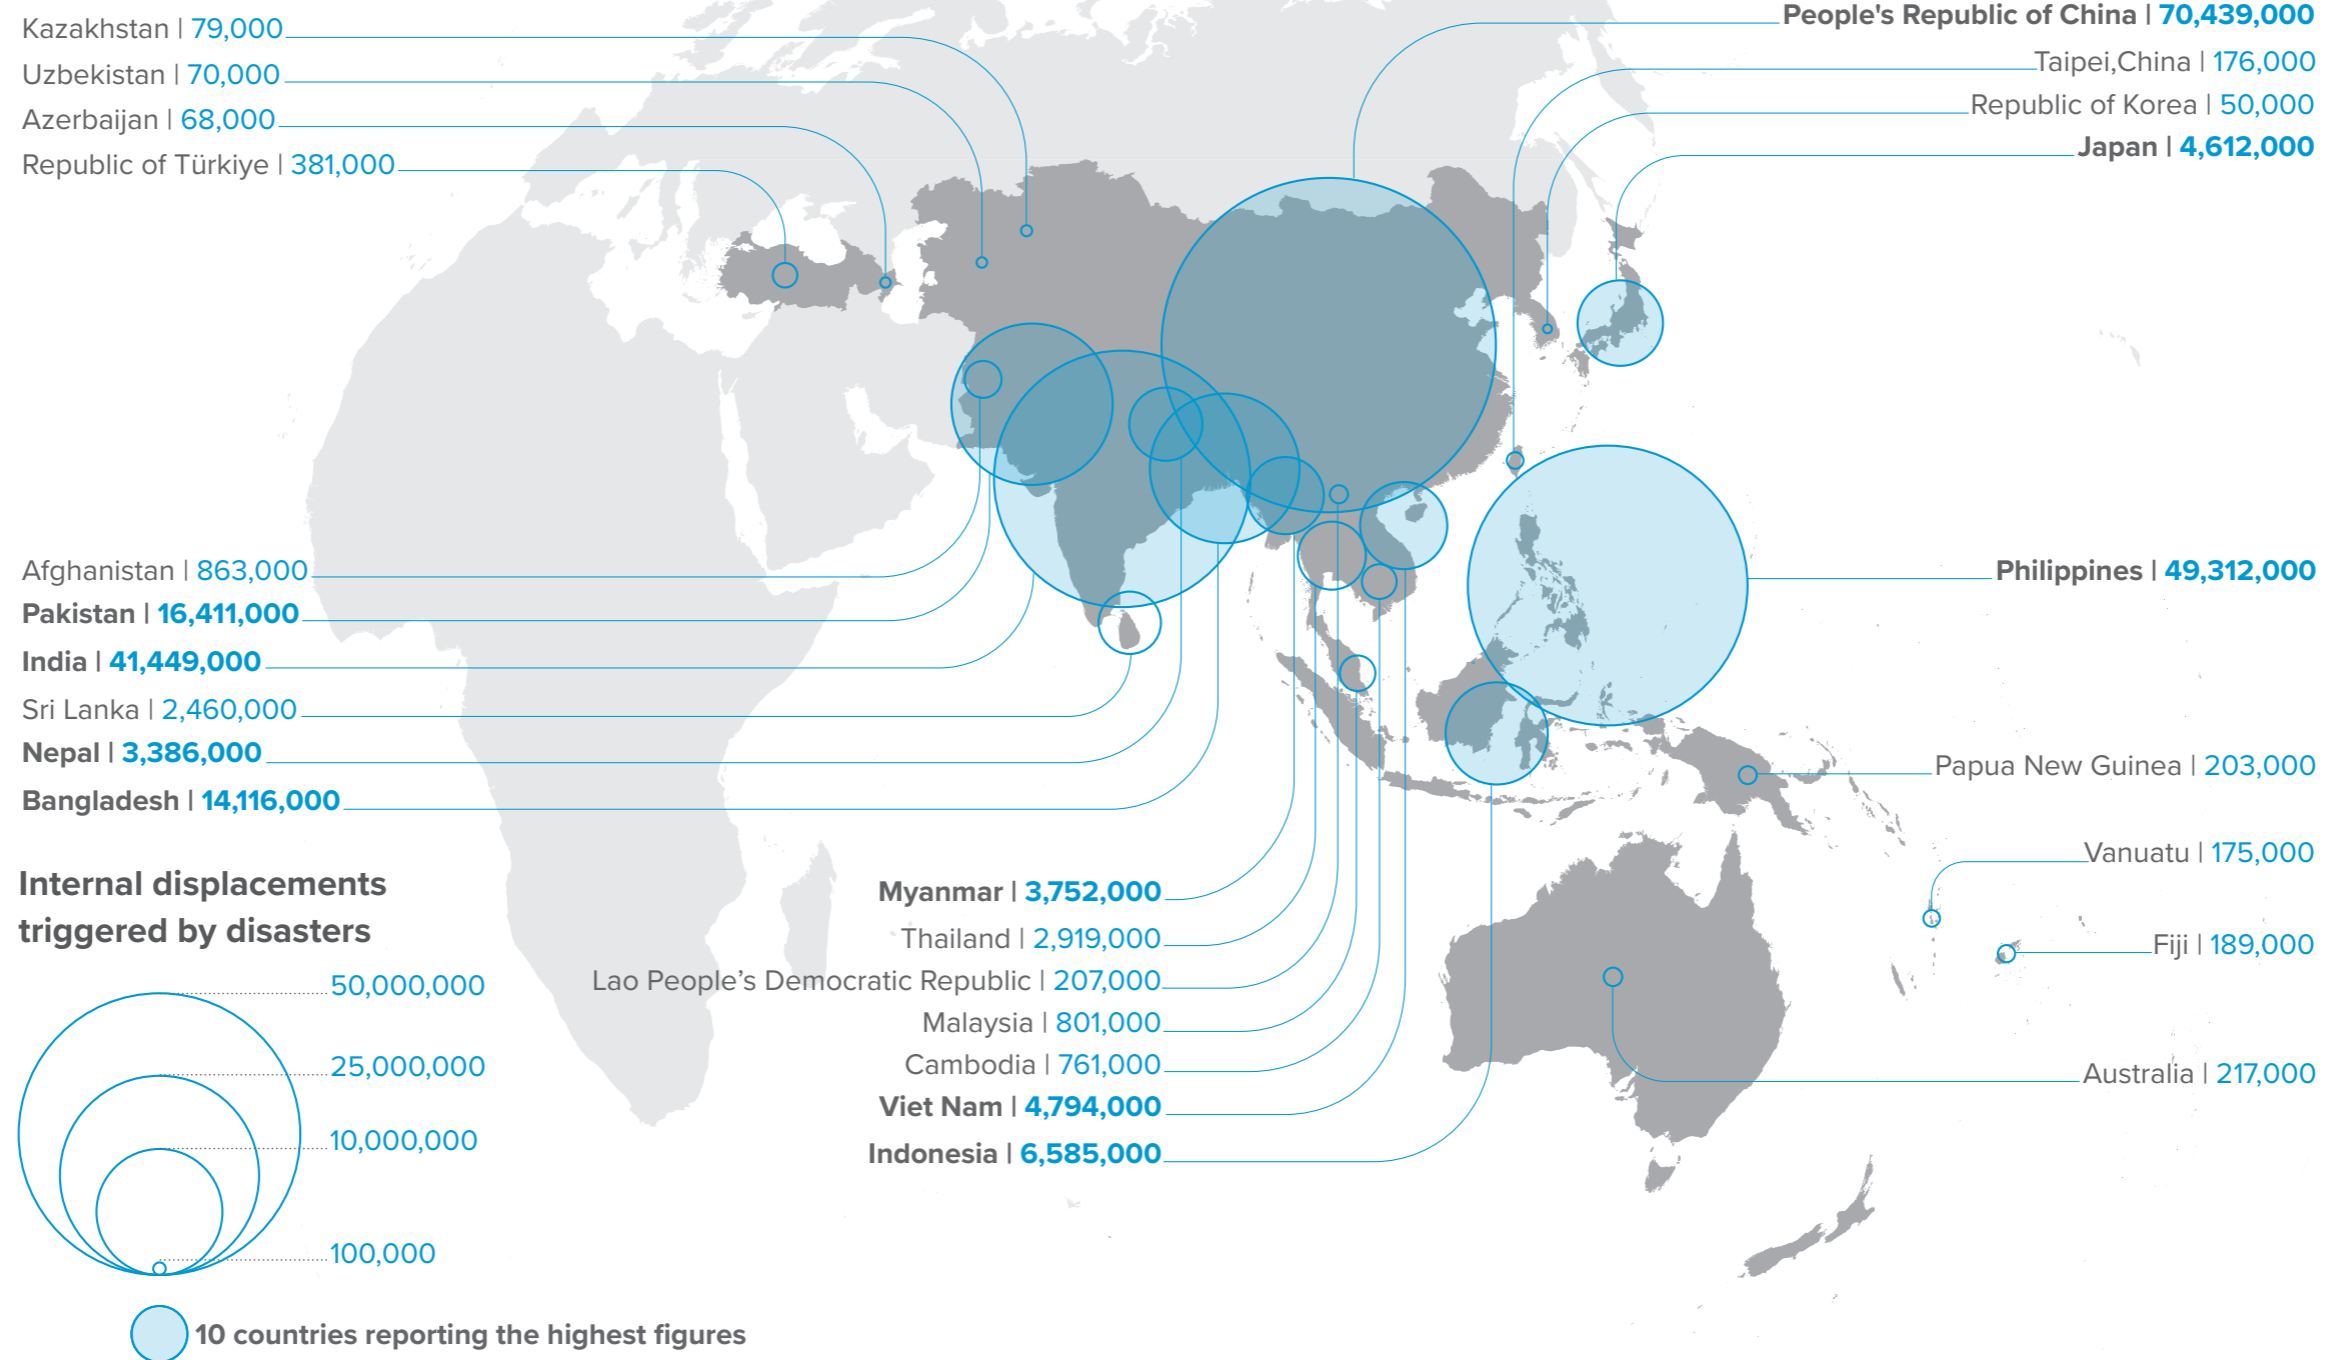 Kazakhstan | 79,000
Uzbekistan | 70,000
Azerbaijan | 68,000
Republic of Türkiye | 381,000
People's Republic of China | 70,439,000
Taipei,China | 176,000
Republic of Korea | 50,000
Japan | 4,612,000
Afghanistan | 863,000
Pakistan | 16,411,000
India | 41,449,000
Sri Lanka | 2,460,000
Nepal | 3,386,000
Bangladesh | 14,116,000
Philippines | 49,312,000
Papua New Guinea | 203,000
Vanuatu | 175,000
Fiji | 189,000
Australia | 217,000
Myanmar | 3,752,000
Thailand | 2,919,000
Lao People’s Democratic Republic | 207,000
Malaysia | 801,000
Cambodia | 761,000
Viet Nam | 4,794,000
Indonesia | 6,585,000
Internal displacements
triggered by disasters
50,000,000
25,000,000
10,000,000
100,000
10 countries reporting the highest figures